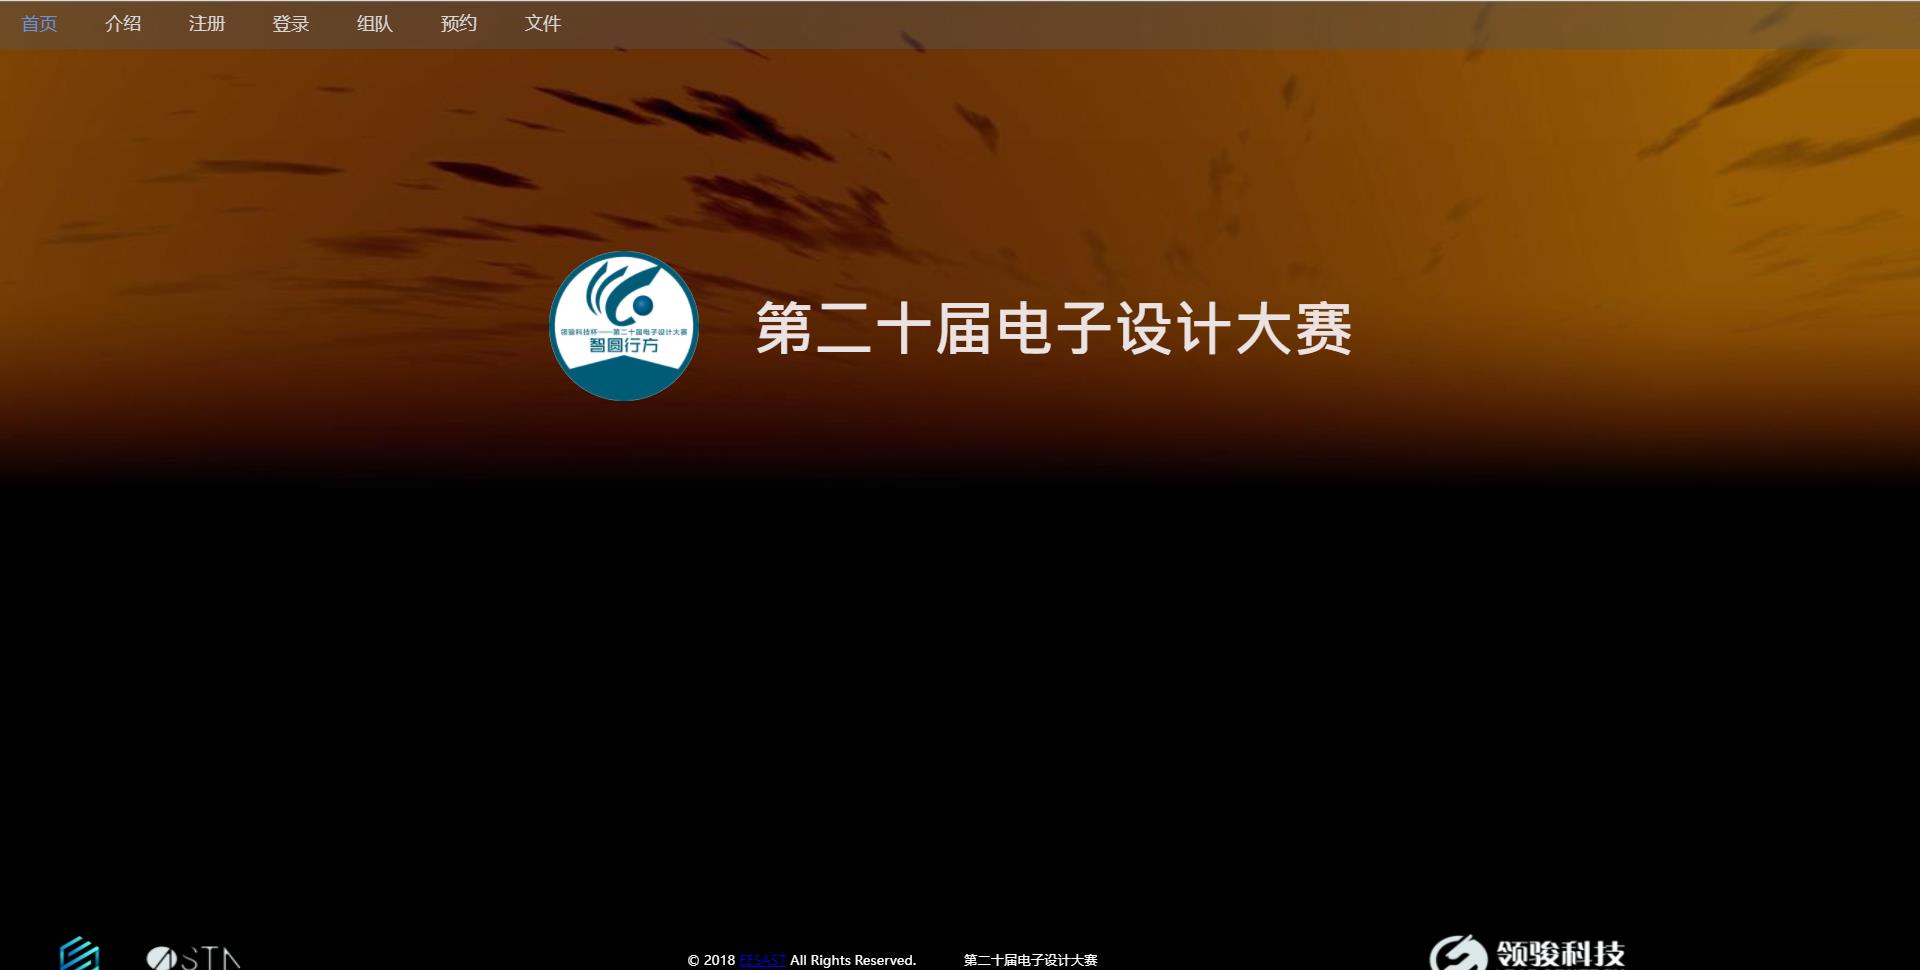 首页 介绍 注册 登录 组队 预约 文件
领骏科技杯——第二十届电子设计大赛
智圆行方
第二十届电子设计大赛
ASTA
© 2018 EESAST All Rights Reserved. 第二十届电子设计大赛
领骏科技